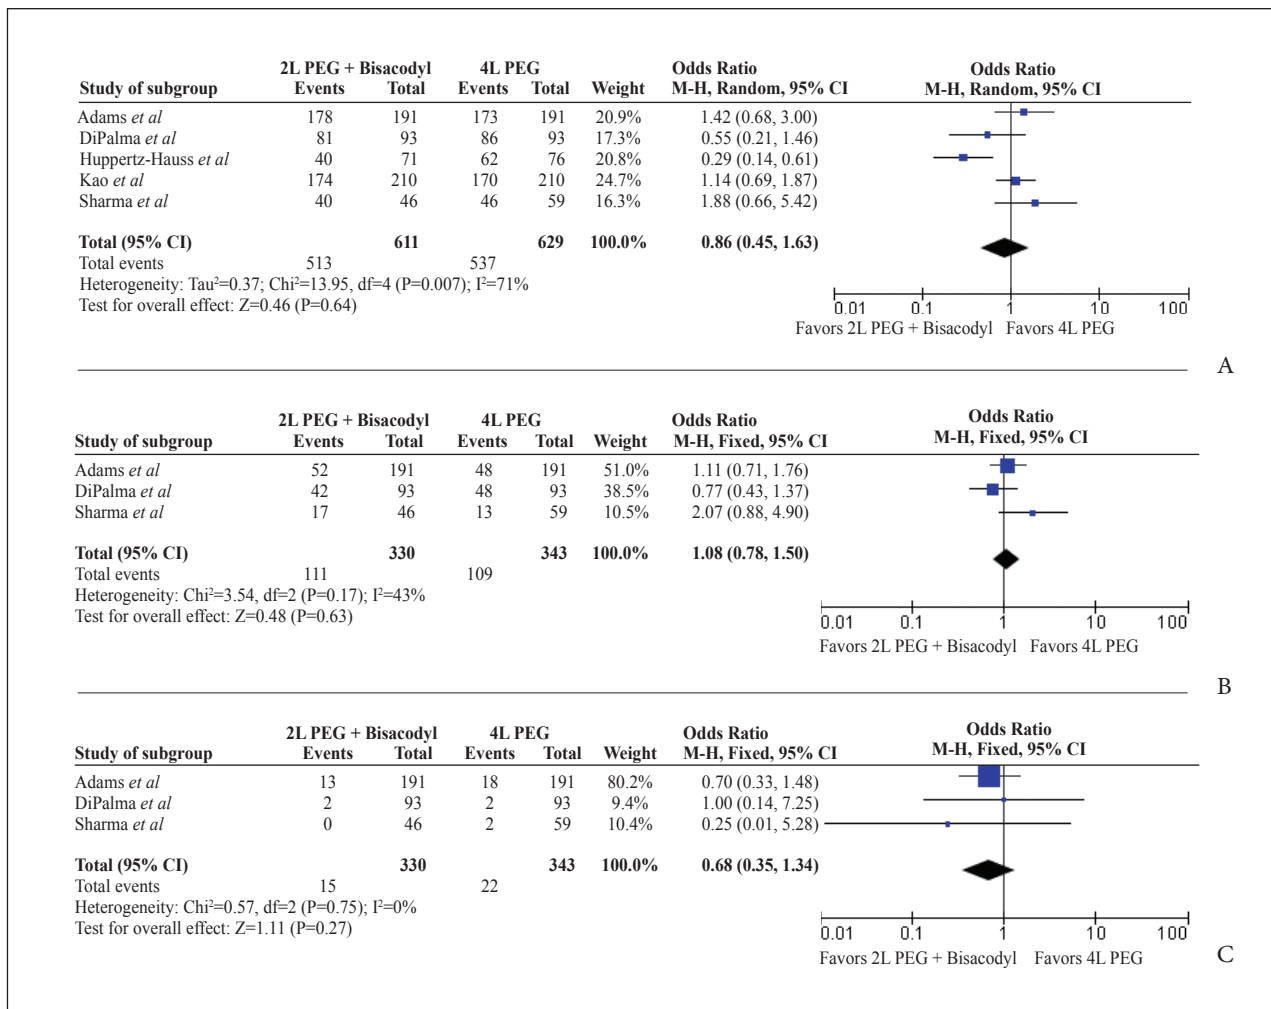 2L PEG + Bisacodyl 4L PEG Odds Ratio Odds Ratio
Study of subgroup Events Total Events Total Weight M-H, Random, 95% CI M-H, Random, 95% CI
Adams et al 178 191 173 191 20.9% 1.42 (0.68, 3.00)
DiPalma et al 81 93 86 93 17.3% 0.55 (0.21, 1.46)
Huppertz-Hauss et al 40 71 62 76 20.8% 0.29 (0.14, 0.61)
Kao et al 174 210 170 210 24.7% 1.14 (0.69, 1.87)
Sharma et al 40 46 46 59 16.3% 1.88 (0.66, 5.42)
Total (95% CI) 611 629 100.0% 0.86 (0.45, 1.63)
Total events 513 537
Heterogeneity: Tau²=0.37; Chi²=13.95, df=4 (P=0.007); I²=71%
Test for overall effect: Z=0.46 (P=0.64)
0.01 0.1 1 10 100
Favors 2L PEG + Bisacodyl Favors 4L PEG
A
2L PEG + Bisacodyl 4L PEG Odds Ratio Odds Ratio
Study of subgroup Events Total Events Total Weight M-H, Fixed, 95% CI M-H, Fixed, 95% CI
Adams et al 52 191 48 191 51.0% 1.11 (0.71, 1.76)
DiPalma et al 42 93 48 93 38.5% 0.77 (0.43, 1.37)
Sharma et al 17 46 13 59 10.5% 2.07 (0.88, 4.90)
Total (95% CI) 330 343 100.0% 1.08 (0.78, 1.50)
Total events 111 109
Heterogeneity: Chi²=3.54, df=2 (P=0.17); I²=43%
Test for overall effect: Z=0.48 (P=0.63)
0.01 0.1 1 10 100
Favors 2L PEG + Bisacodyl Favors 4L PEG
B
2L PEG + Bisacodyl 4L PEG Odds Ratio Odds Ratio
Study of subgroup Events Total Events Total Weight M-H, Fixed, 95% CI M-H, Fixed, 95% CI
Adams et al 13 191 18 191 80.2% 0.70 (0.33, 1.48)
DiPalma et al 2 93 2 93 9.4% 1.00 (0.14, 7.25)
Sharma et al 0 46 2 59 10.4% 0.25 (0.01, 5.28)
Total (95% CI) 330 343 100.0% 0.68 (0.35, 1.34)
Total events 15 22
Heterogeneity: Chi²=0.57, df=2 (P=0.75); I²=0%
Test for overall effect: Z=1.11 (P=0.27)
0.01 0.1 1 10 100
Favors 2L PEG + Bisacodyl Favors 4L PEG
C